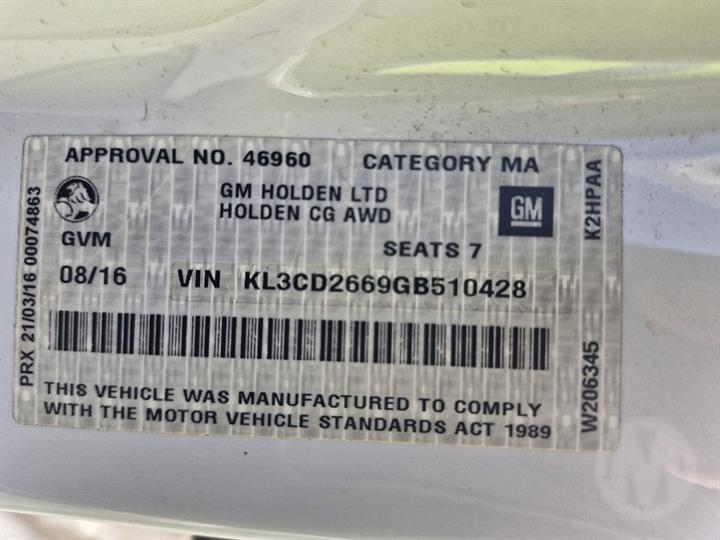 APPROVAL NO. 46960 CATEGORY MA
GM HOLDEN LTD
HOLDEN CG AWD
GM
GVM
SEATS 7
08/16 VIN KL3CD2669GB510428
THIS VEHICLE WAS MANUFACTURED TO COMPLY
WITH THE MOTOR VEHICLE STANDARDS ACT 1989
PRX 21/03/16 00074863
W206345 K2HPAA
M